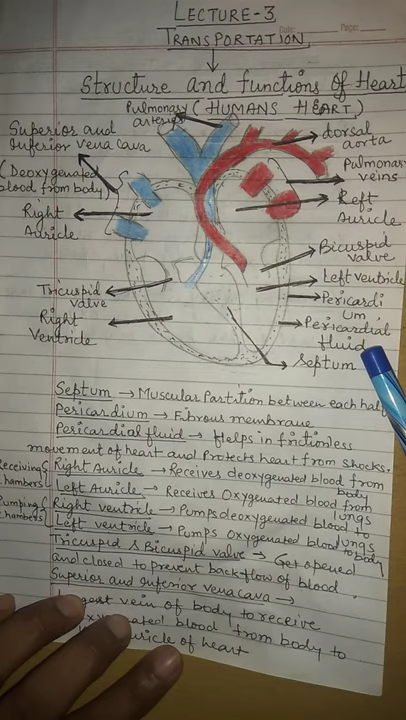 LECTURE-3
Date: Page:
TRANSPORTATION
Structure and functions of Heart
(HUMANS HEART)
Pulmonary
arteries
Superior and
Inferior vena cava
(Deoxygenated
blood from body)
Right
Auricle
Tricuspid
valve
Right
Ventricle
dorsal
aorta
Pulmonary
veins
Left
Auricle
Bicuspid
valve
Left ventricle
Pericardi
um
Pericardial
fluid
Septum
Septum → Muscular Partition between each half
Pericardium → Fibrous membrane
Pericardial fluid → Helps in frictionless
movement of heart and Protects heart from shocks.
Receiving chambers { Right Auricle → Receives deoxygenated blood from body
Left Auricle → Receives Oxygenated blood from lungs
Pumping chambers { Right ventricle → Pumps deoxygenated blood to lungs
Left ventricle → Pumps Oxygenated blood to body
Tricuspid & Bicuspid valve → Get opened
and closed to prevent back flow of blood.
Superior and Inferior venacava →
largest vein of body to receive
blood from body to
of heart